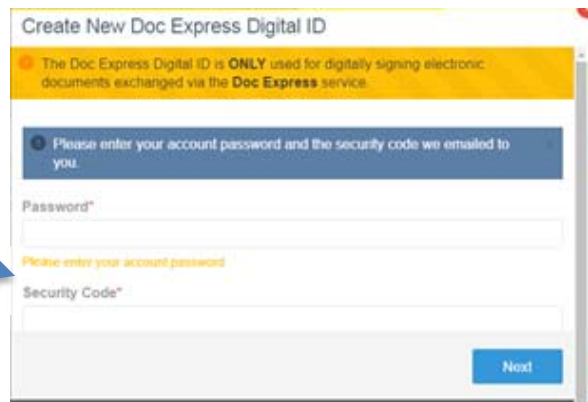 Create New Doc Express Digital ID
The Doc Express Digital ID is ONLY used for digitally signing electronic
documents exchanged via the Doc Express service.
Please enter your account password and the security code we emailed to
you.
Password*
Please enter your account password
Security Code*
Next